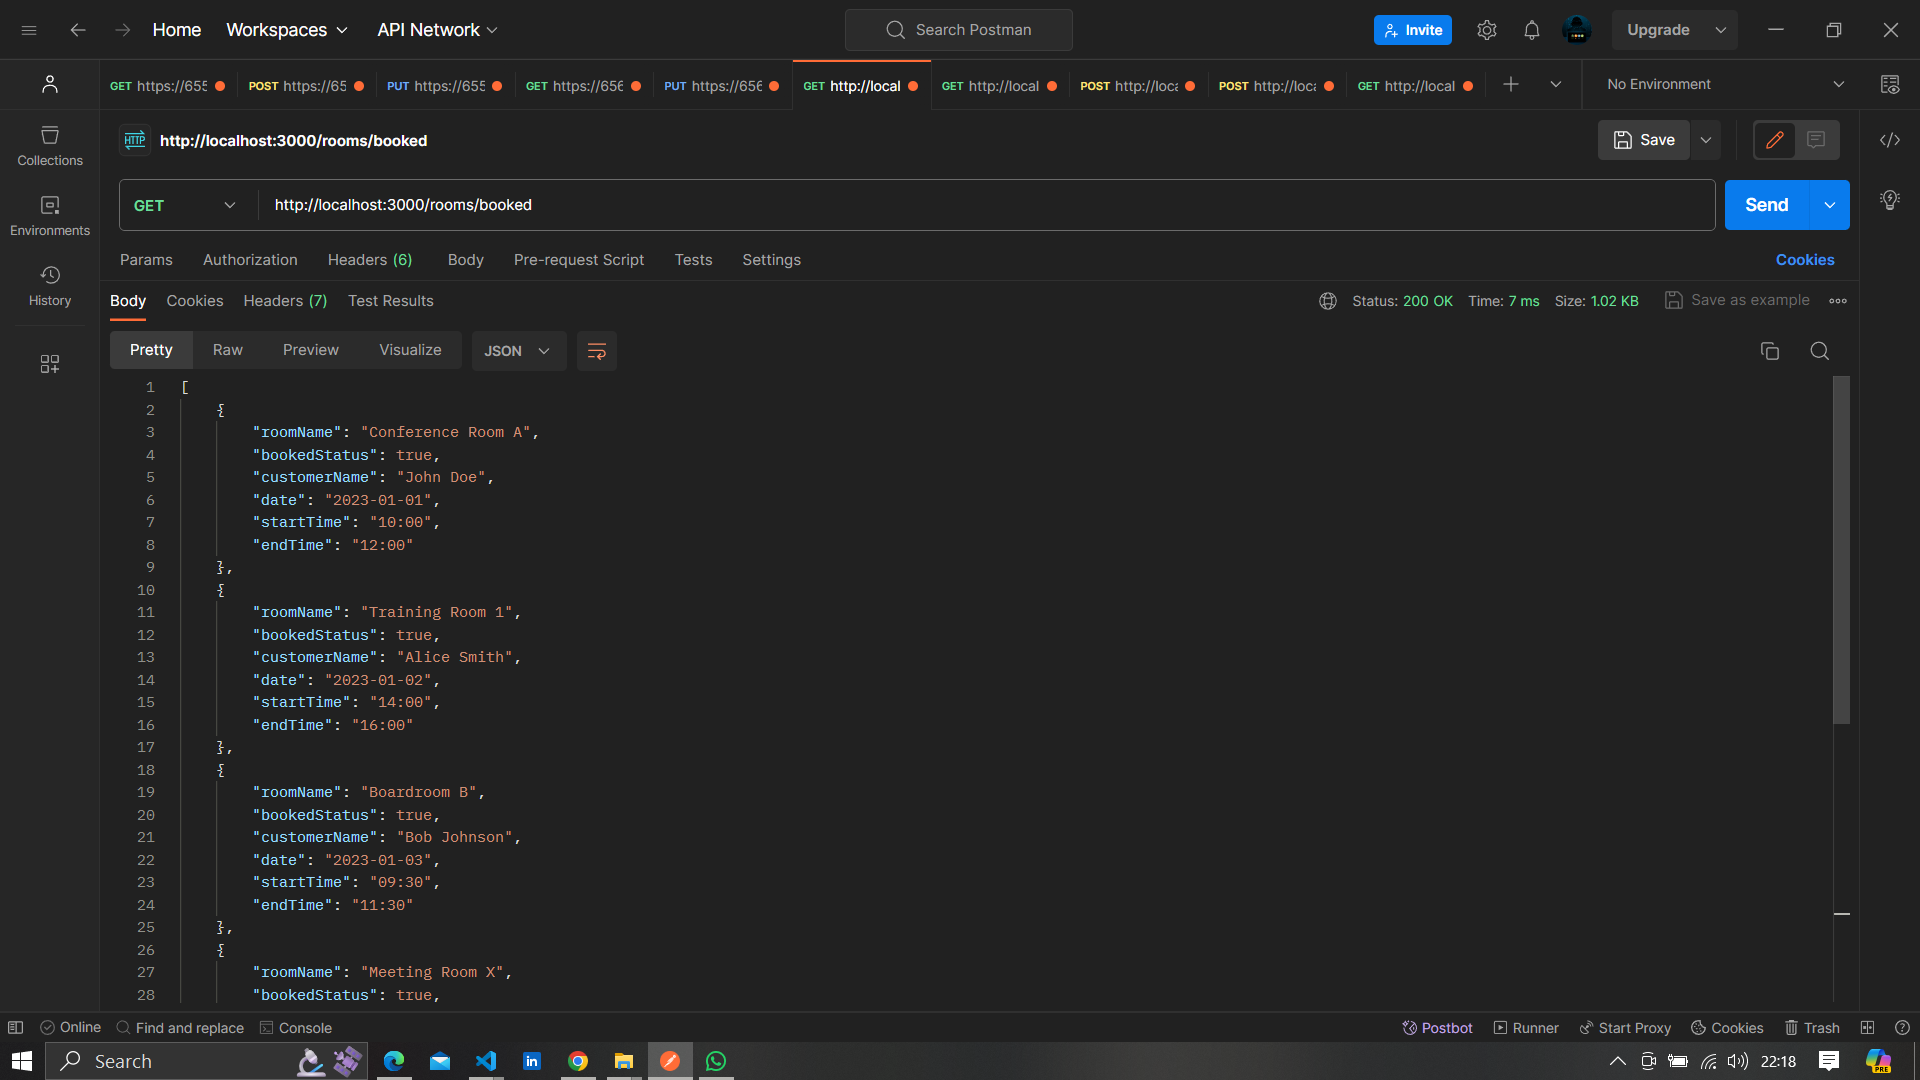 Home Workspaces API Network Search Postman Invite Upgrade
GET https://655 POST https://65 PUT https://655 GET https://656 PUT https://656 GET http://local GET http://local POST http://loca POST http://loca GET http://local No Environment
HTTP http://localhost:3000/rooms/booked Save
Collections
GET http://localhost:3000/rooms/booked Send
Environments
Params Authorization Headers (6) Body Pre-request Script Tests Settings Cookies
History
Body Cookies Headers (7) Test Results Status: 200 OK Time: 7 ms Size: 1.02 KB Save as example
Pretty Raw Preview Visualize JSON
1 [
2 {
3 "roomName": "Conference Room A",
4 "bookedStatus": true,
5 "customerName": "John Doe",
6 "date": "2023-01-01",
7 "startTime": "10:00",
8 "endTime": "12:00"
9 },
10 {
11 "roomName": "Training Room 1",
12 "bookedStatus": true,
13 "customerName": "Alice Smith",
14 "date": "2023-01-02",
15 "startTime": "14:00",
16 "endTime": "16:00"
17 },
18 {
19 "roomName": "Boardroom B",
20 "bookedStatus": true,
21 "customerName": "Bob Johnson",
22 "date": "2023-01-03",
23 "startTime": "09:30",
24 "endTime": "11:30"
25 },
26 {
27 "roomName": "Meeting Room X",
28 "bookedStatus": true,
Online Find and replace Console Postbot Runner Start Proxy Cookies Trash
Search in 22:18 PRE